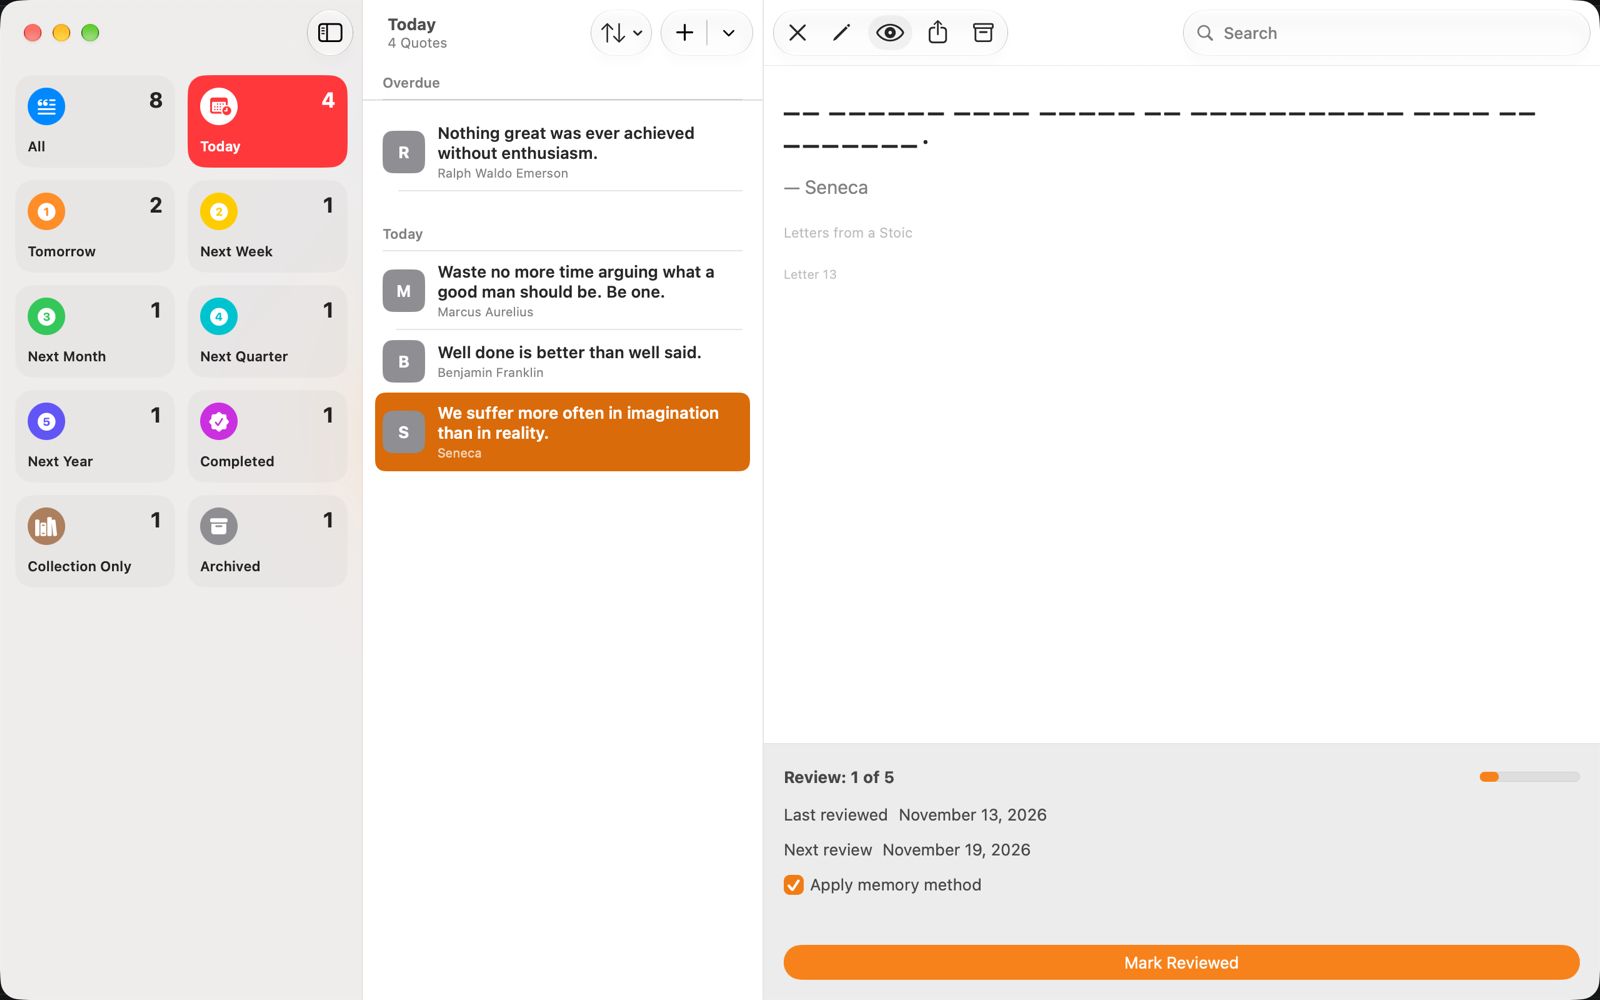 8
All
4
Today
1
2
Tomorrow
2
1
Next Week
3
1
Next Month
4
1
Next Quarter
5
1
Next Year
1
Completed
1
Collection Only
1
Archived
Today
4 Quotes
Overdue
R
Nothing great was ever achieved
without enthusiasm.
Ralph Waldo Emerson
Today
M
Waste no more time arguing what a
good man should be. Be one.
Marcus Aurelius
B
Well done is better than well said.
Benjamin Franklin
S
We suffer more often in imagination
than in reality.
Seneca
Search
— Seneca
Letters from a Stoic
Letter 13
Review: 1 of 5
Last reviewed November 13, 2026
Next review November 19, 2026
Apply memory method
Mark Reviewed